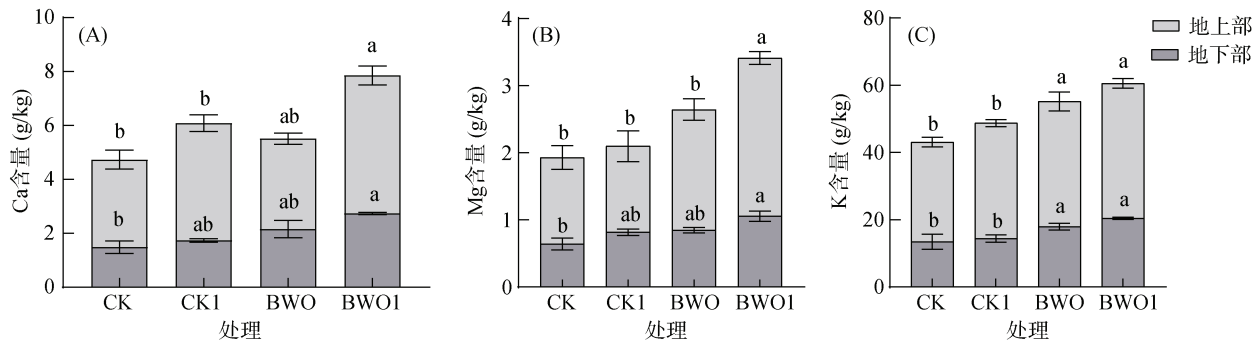 (A)
Ca含量 (g/kg)
10
8
6
4
2
0
b
b
ab
a
b
ab
ab
a
CK
CK1
BWO
BWO1
处理
(B)
Mg含量 (g/kg)
4
3
2
1
0
b
b
b
a
b
ab
ab
a
CK
CK1
BWO
BWO1
处理
(C)
K含量 (g/kg)
80
60
40
20
0
b
b
a
a
b
b
a
a
CK
CK1
BWO
BWO1
处理
地上部
地下部